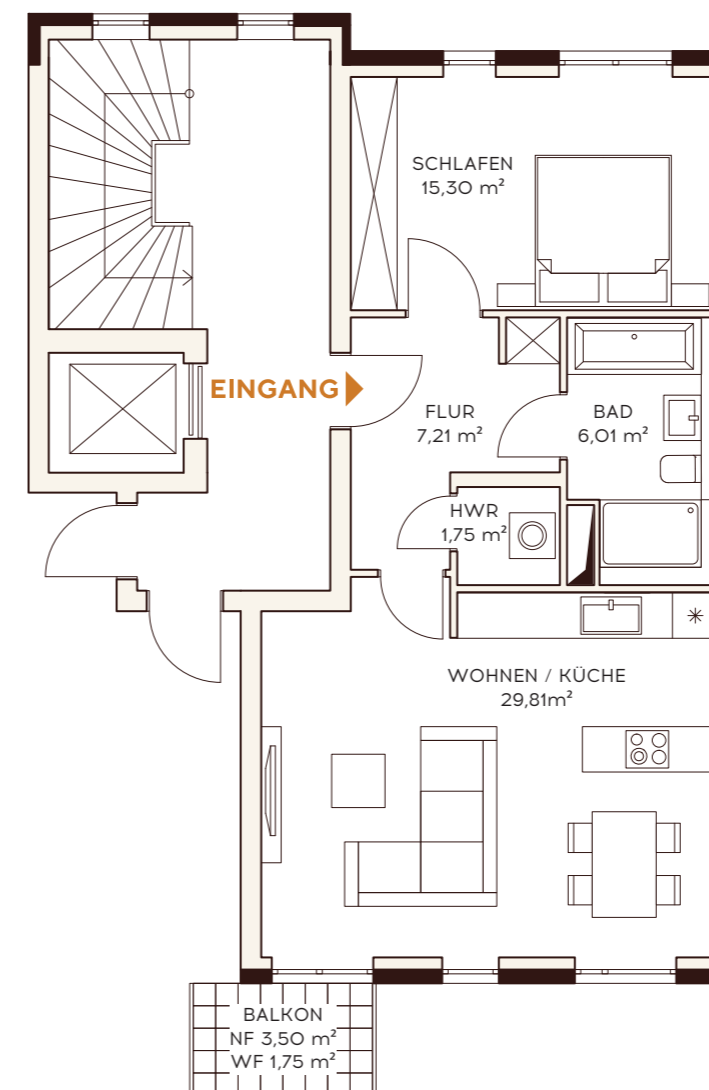 SCHLAFEN
15,30 m²
EINGANG
FLUR
7,21 m²
BAD
6,01 m²
HWR
1,75 m²
WOHNEN / KÜCHE
29,81m²
BALKON
NF 3,50 m²
WF 1,75 m²